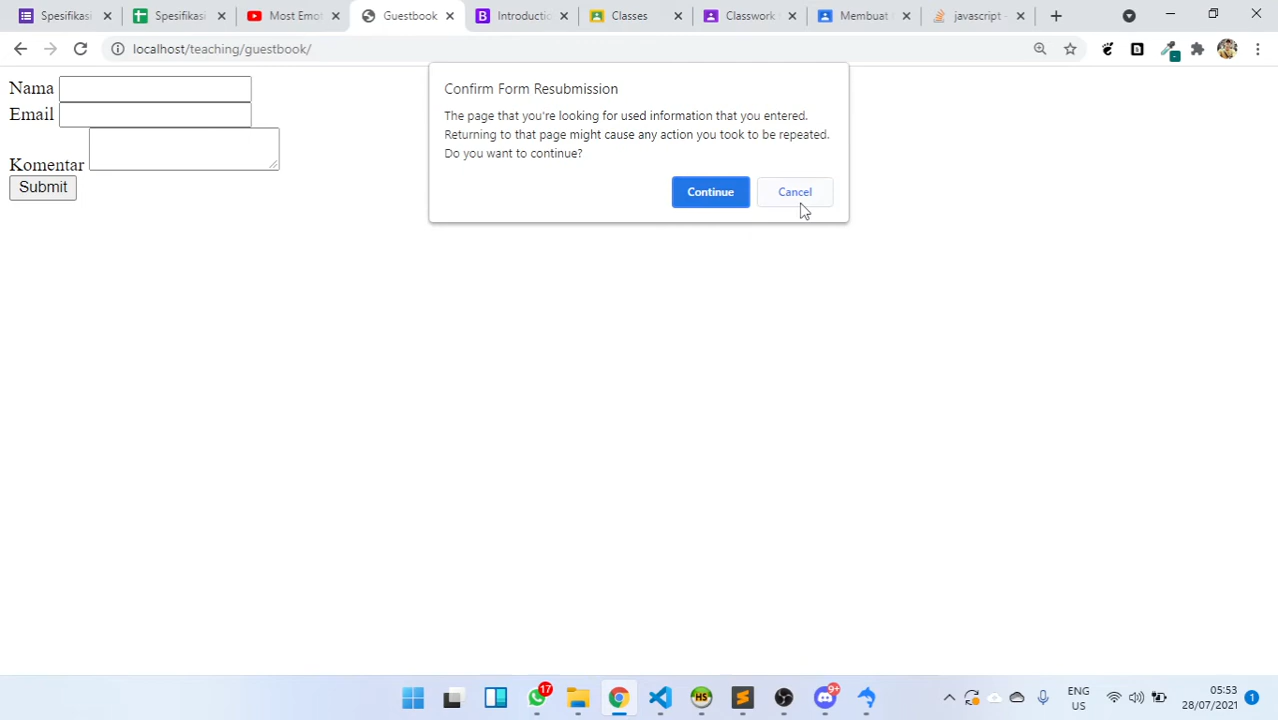 Spesifikasi
Spesifikasi
Most Emot
Guestbook
Introductio
Classes
Classwork
Membuat
javascript -
localhost/teaching/guestbook/
Nama
Email
Komentar
Submit
Confirm Form Resubmission
The page that you're looking for used information that you entered.
Returning to that page might cause any action you took to be repeated.
Do you want to continue?
Continue
Cancel
17
HS
9+
ENG
US
05:53
28/07/2021
1